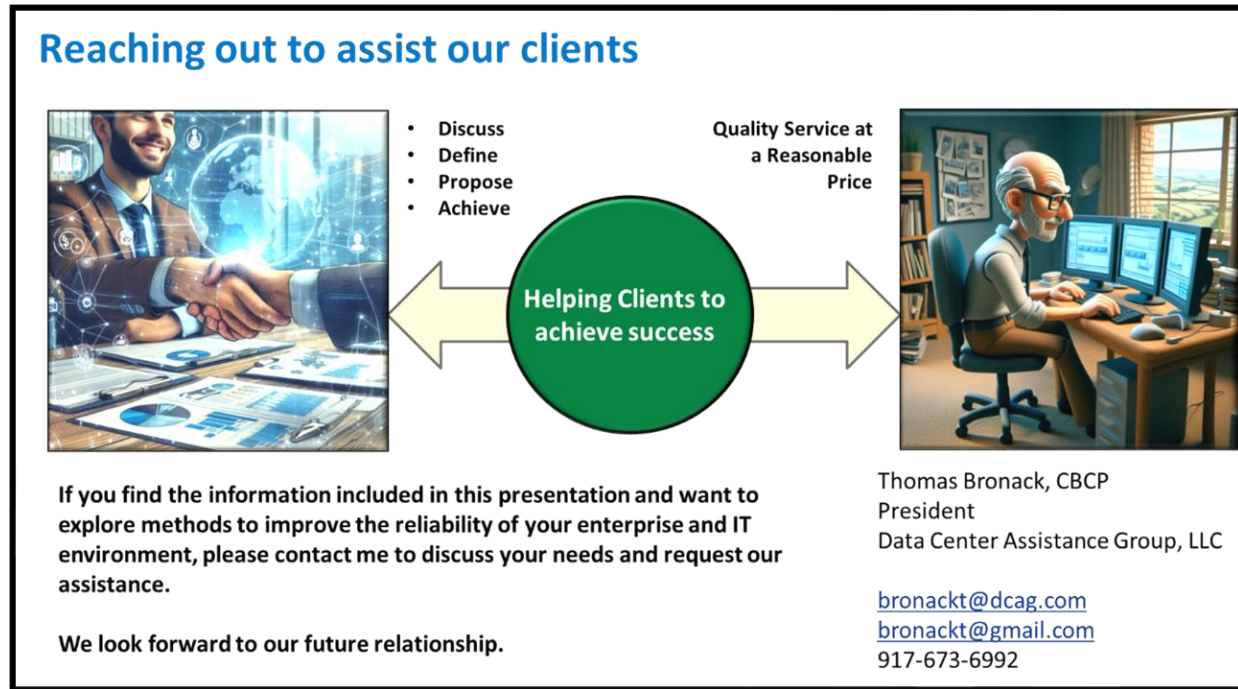 Reaching out to assist our clients
• Discuss
• Define
• Propose
• Achieve
Quality Service at
a Reasonable
Price
Helping Clients to
achieve success
If you find the information included in this presentation and want to
explore methods to improve the reliability of your enterprise and IT
environment, please contact me to discuss your needs and request our
assistance.
We look forward to our future relationship.
Thomas Bronack, CBCP
President
Data Center Assistance Group, LLC
bronackt@dcag.com
bronackt@gmail.com
917-673-6992